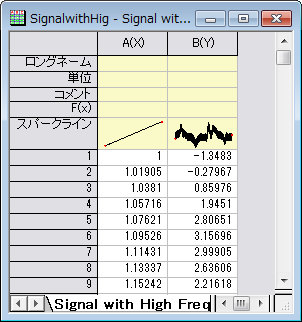 SignalwithHig - Signal wit...
A(X) B(Y)
ロングネーム
単位
コメント
F(x)
スパークライン
1 1 -1.3483
2 1.01905 -0.27967
3 1.0381 0.85976
4 1.05716 1.9451
5 1.07621 2.80651
6 1.09526 3.15696
7 1.11431 2.99905
8 1.13337 2.63606
9 1.15242 2.21618
Signal with High Freq